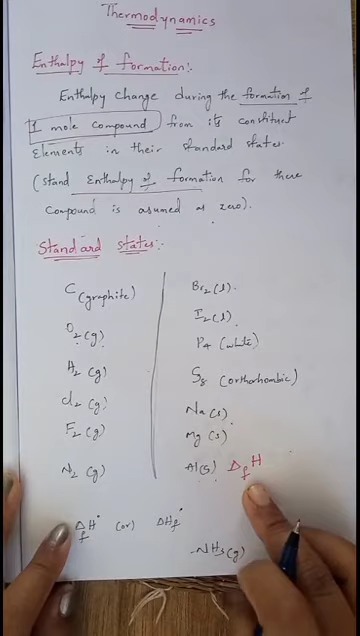 Thermodynamics
Enthalpy of formation:-
Enthalpy change during the formation of
1 mole compound from its constituent
Elements in their standard states.
(stand Enthalpy of formation for these
Compound is asumed as zero).
Standard states:-
C(graphite)
O₂(g)
H₂(g)
Cl₂(g)
F₂(g)
N₂(g)
Br₂(l).
I₂(l).
P₄(white)
S₈(orthorhombic)
Na(s)
Mg(s)
Al(s) ΔfH
ΔfH° (or) ΔHf°
NH₃(g)